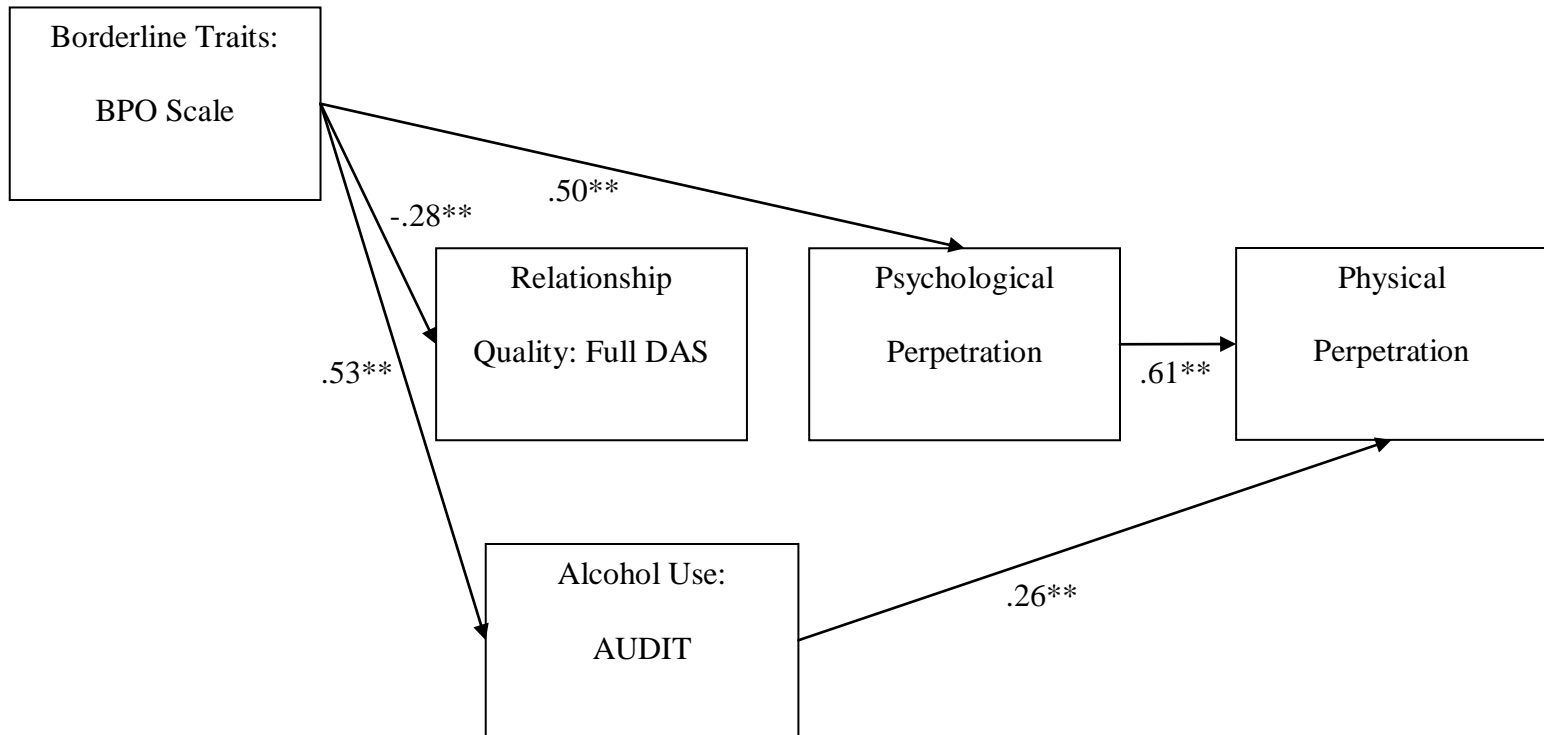 Borderline Traits:
BPO Scale
.50**
-.28**
Relationship
Quality: Full DAS
Psychological
Perpetration
Physical
Perpetration
.53**
.61**
Alcohol Use:
AUDIT
.26**